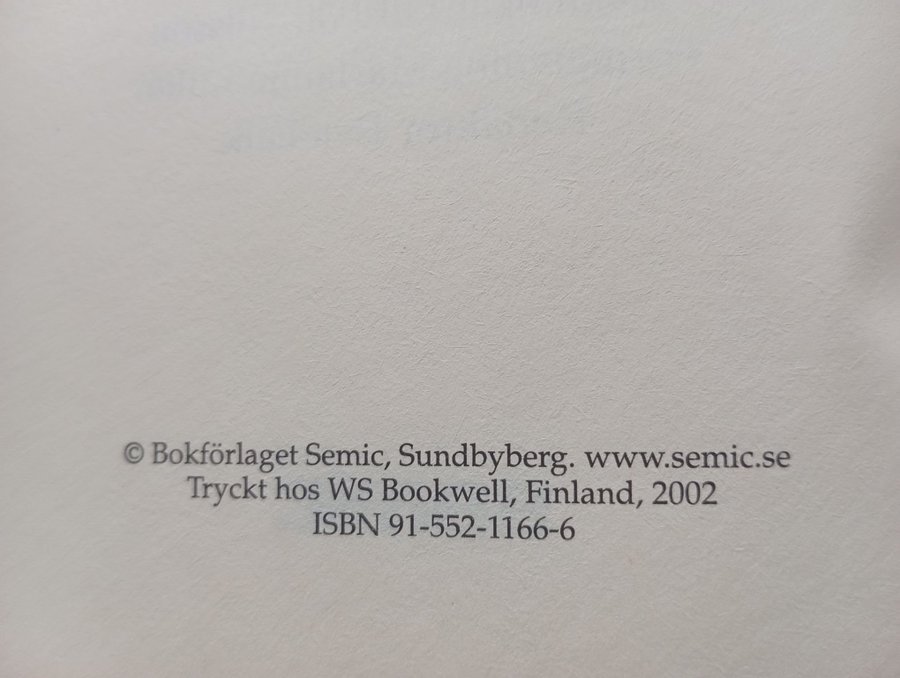 © Bokförlaget Semic, Sundbyberg. www.semic.se
Tryckt hos WS Bookwell, Finland, 2002
ISBN 91-552-1166-6